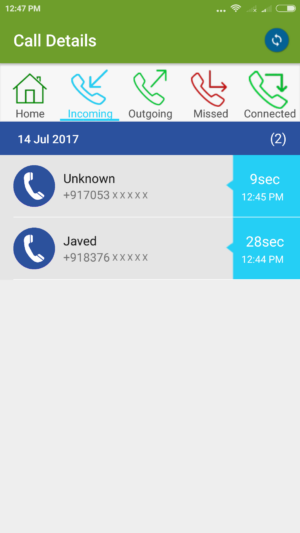 12:47 PM
Call Details
Home Incoming Outgoing Missed Connected
14 Jul 2017 (2)
Unknown 9sec
+917053 x x x x x 12:45 PM
Javed 28sec
+918376 x x x x x 12:44 PM